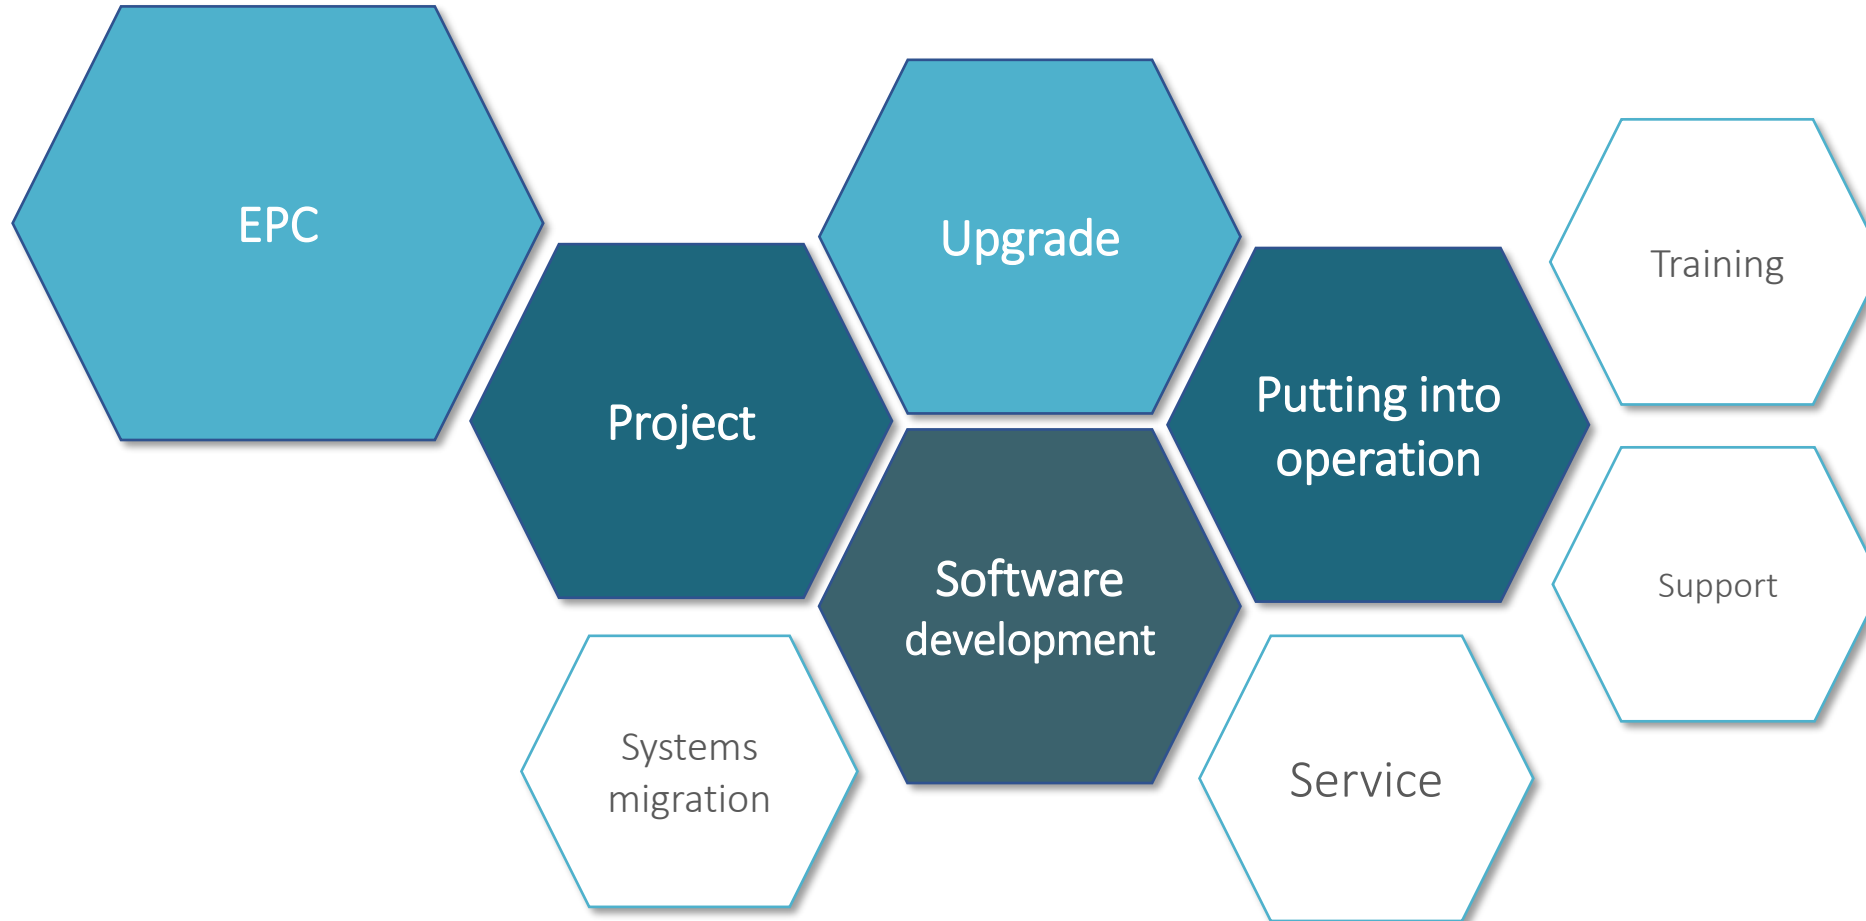 EPC
Upgrade
Training
Project
Putting into
operation
Software
development
Support
Systems
migration
Service